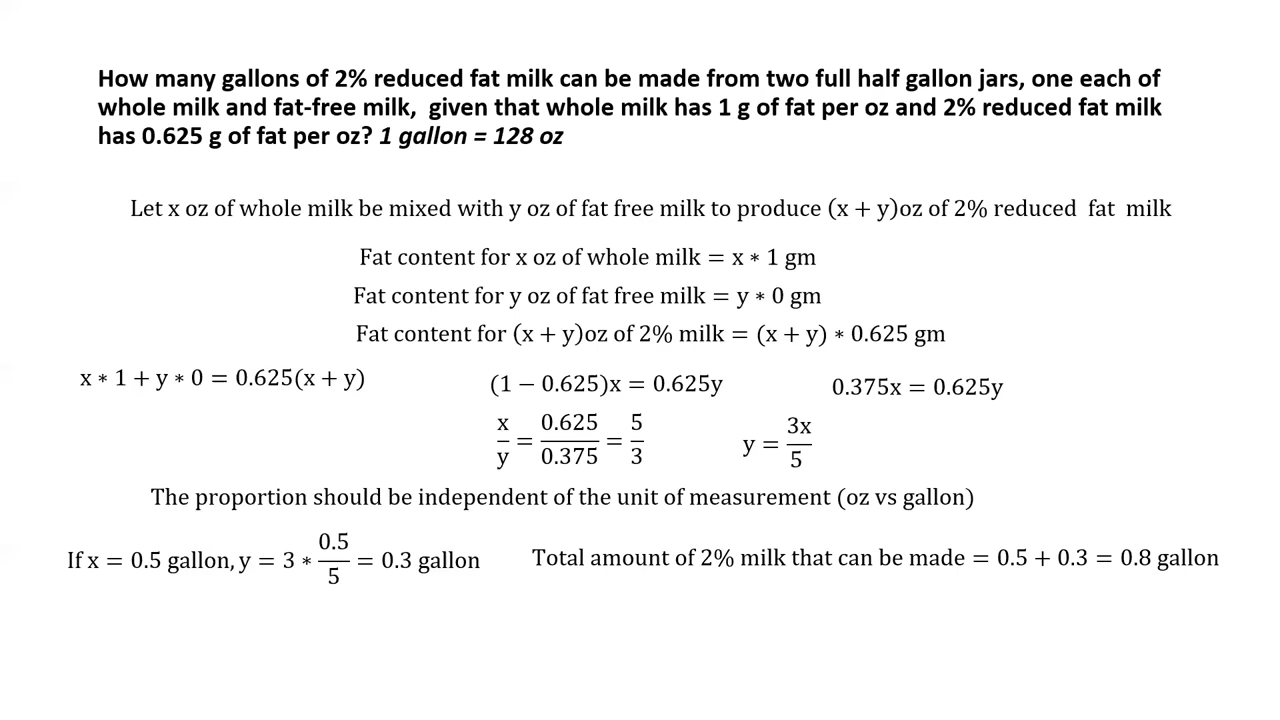 How many gallons of 2% reduced fat milk can be made from two full half gallon jars, one each of
whole milk and fat-free milk,  given that whole milk has 1 g of fat per oz and 2% reduced fat milk
has 0.625 g of fat per oz? 1 gallon = 128 oz
Let x oz of whole milk be mixed with y oz of fat free milk to produce (x + y)oz of 2% reduced  fat  milk
Fat content for x oz of whole milk = x ∗ 1 gm
Fat content for y oz of fat free milk = y ∗ 0 gm
Fat content for (x + y)oz of 2% milk = (x + y) ∗ 0.625 gm
x ∗ 1 + y ∗ 0 = 0.625(x + y)
(1 − 0.625)x = 0.625y
0.375x = 0.625y
x/y = 0.625/0.375 = 5/3
y = 3x/5
The proportion should be independent of the unit of measurement (oz vs gallon)
If x = 0.5 gallon, y = 3 ∗ 0.5/5 = 0.3 gallon
Total amount of 2% milk that can be made = 0.5 + 0.3 = 0.8 gallon